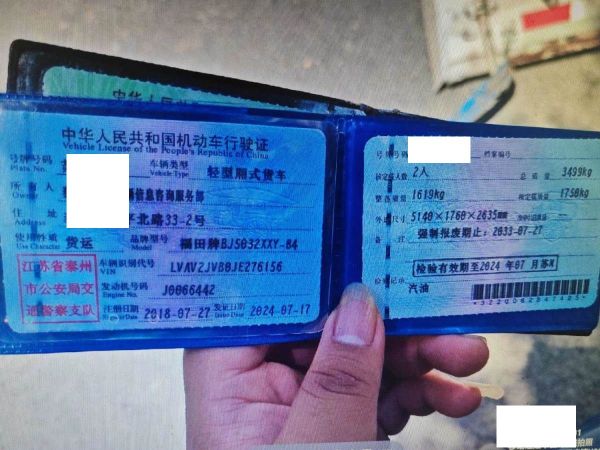 中华人民共和国机动车行驶证
Vehicle License of the People's Republic of China
号牌号码
Plate No.
车辆类型
Vehicle Type
轻型厢式货车
所有人
Owner
信息咨询服务部
住址
Address
北路33-2号
使用性质
Use Character
货运
品牌型号
Model
福田牌BJ5032XXY-B4
江苏省泰州
市公安局交
通警察支队
车辆识别代号
VIN
LVAV2JVB0JE276156
发动机号码
Engine No.
J0066442
注册日期
Register Date
2018-07-27
发证日期
Issue Date
2024-07-17
号牌号码
档案编号
核定载人数
2人
总质量
3499kg
整备质量
1619kg
核定载质量
1750kg
外廓尺寸
5140×1760×2635mm
备注
强制报废期止：2033-07-27
检验有效期至2024年07月苏M
检验记录
汽油